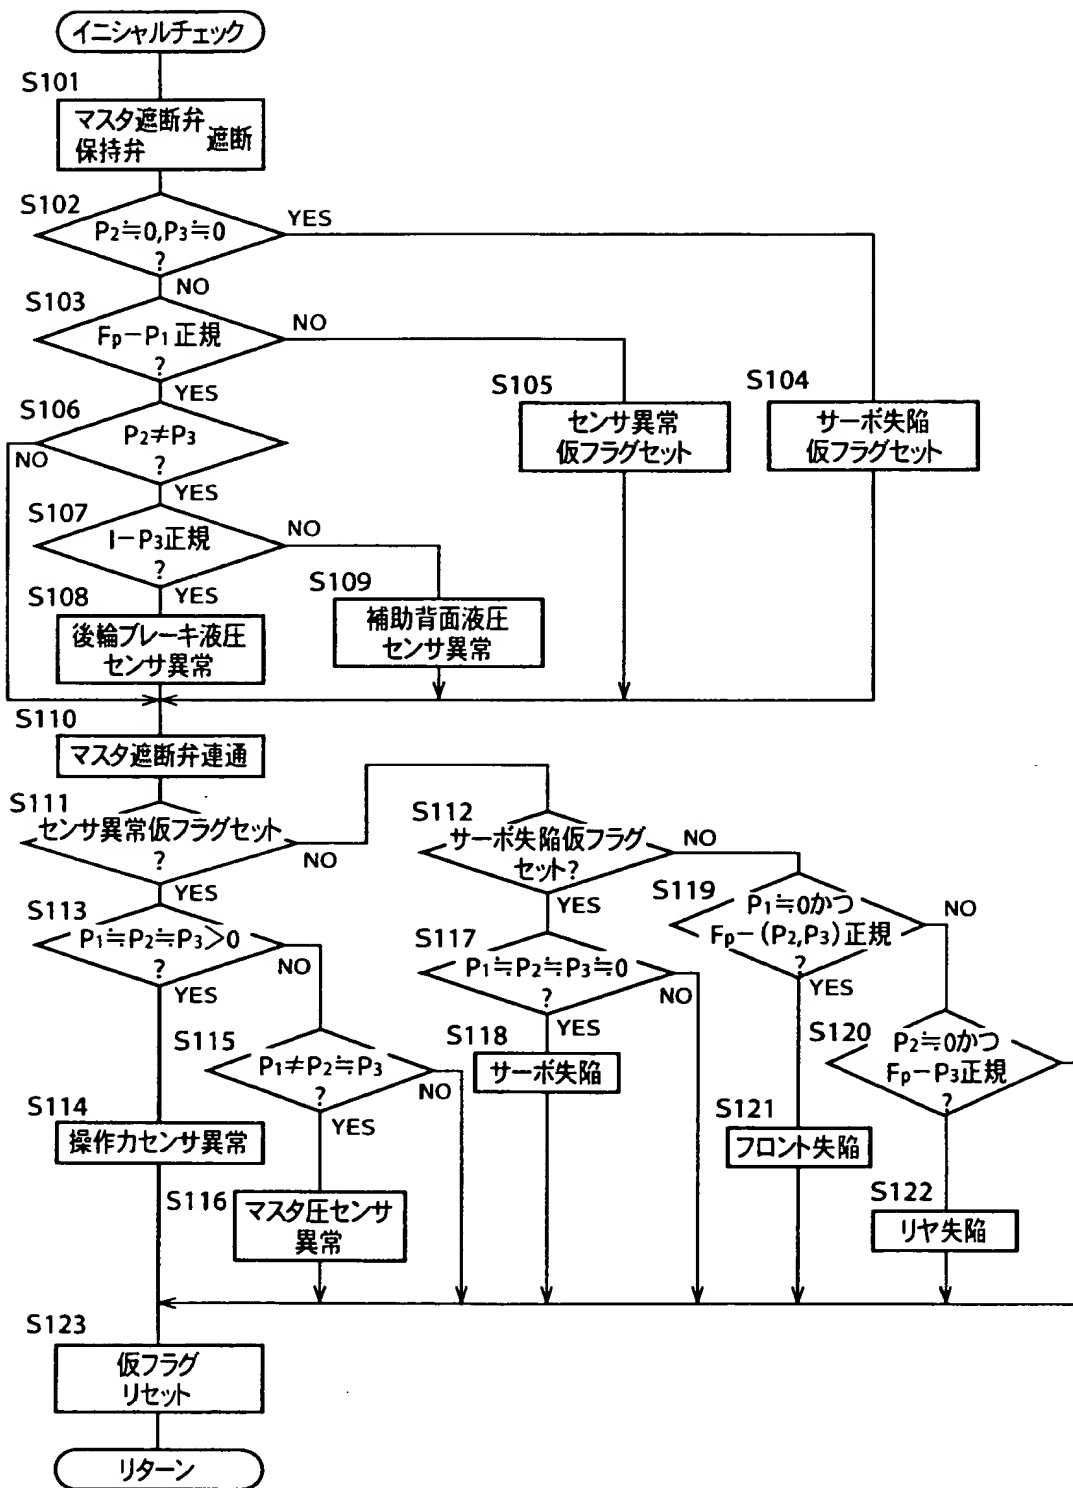 イニシャルチェック
S101
マスタ遮断弁
保持弁
遮断
S102
P₂≒0,P₃≒0
?
YES
NO
S103
Fp−P₁正規
?
NO
YES
S105
センサ異常
仮フラグセット
S104
サーボ失陥
仮フラグセット
S106
P₂≠P₃
?
NO
YES
S107
I−P₃正規
?
NO
YES
S108
後輪ブレーキ液圧
センサ異常
S109
補助背面液圧
センサ異常
S110
マスタ遮断弁連通
S111
センサ異常仮フラグセット
?
NO
YES
S112
サーボ失陥仮フラグ
セット?
NO
YES
S113
P₁≒P₂≒P₃>0
?
NO
YES
S117
P₁≒P₂≒P₃≒0
?
NO
YES
S119
P₁≒0かつ
Fp−(P₂,P₃)正規
?
NO
YES
S115
P₁≠P₂≒P₃
?
NO
YES
S118
サーボ失陥
S120
P₂≒0かつ
Fp−P₃正規
?
S114
操作力センサ異常
S121
フロント失陥
S116
マスタ圧センサ
異常
S122
リヤ失陥
S123
仮フラグ
リセット
リターン